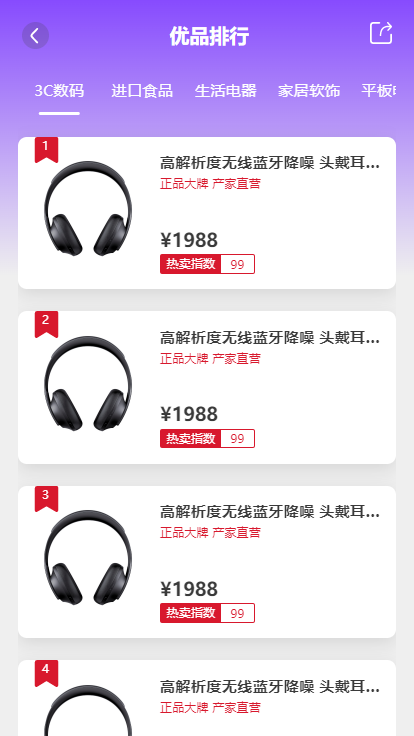 优品排行
3C数码 进口食品 生活电器 家居软饰 平板电
1
高解析度无线蓝牙降噪 头戴耳...
正品大牌 产家直营
¥1988
热卖指数 99
2
高解析度无线蓝牙降噪 头戴耳...
正品大牌 产家直营
¥1988
热卖指数 99
3
高解析度无线蓝牙降噪 头戴耳...
正品大牌 产家直营
¥1988
热卖指数 99
4
高解析度无线蓝牙降噪 头戴耳...
正品大牌 产家直营